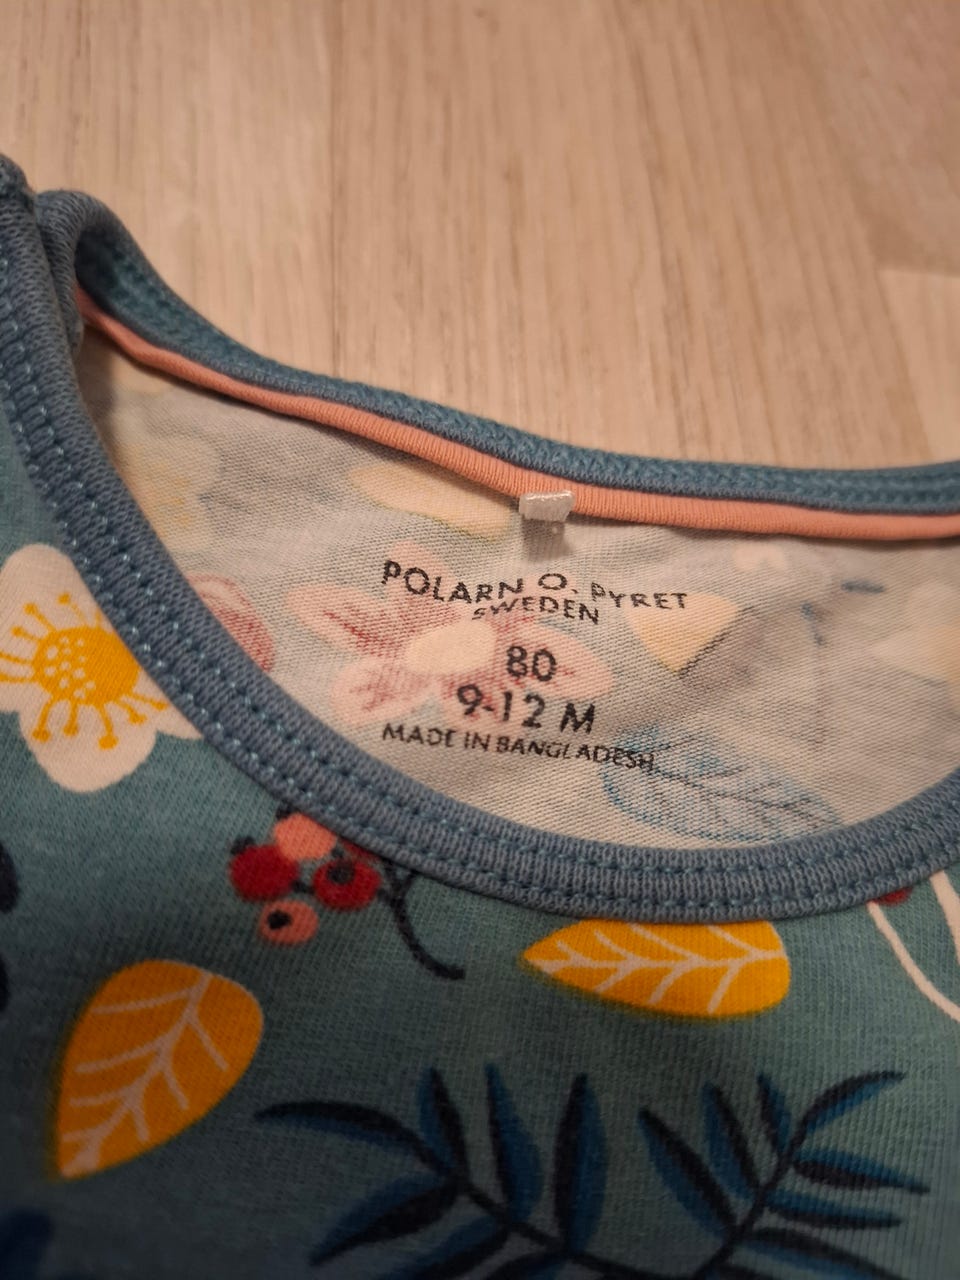 POLARN O. PYRET
SWEDEN
80
9-12 M
MADE IN BANGLADESH